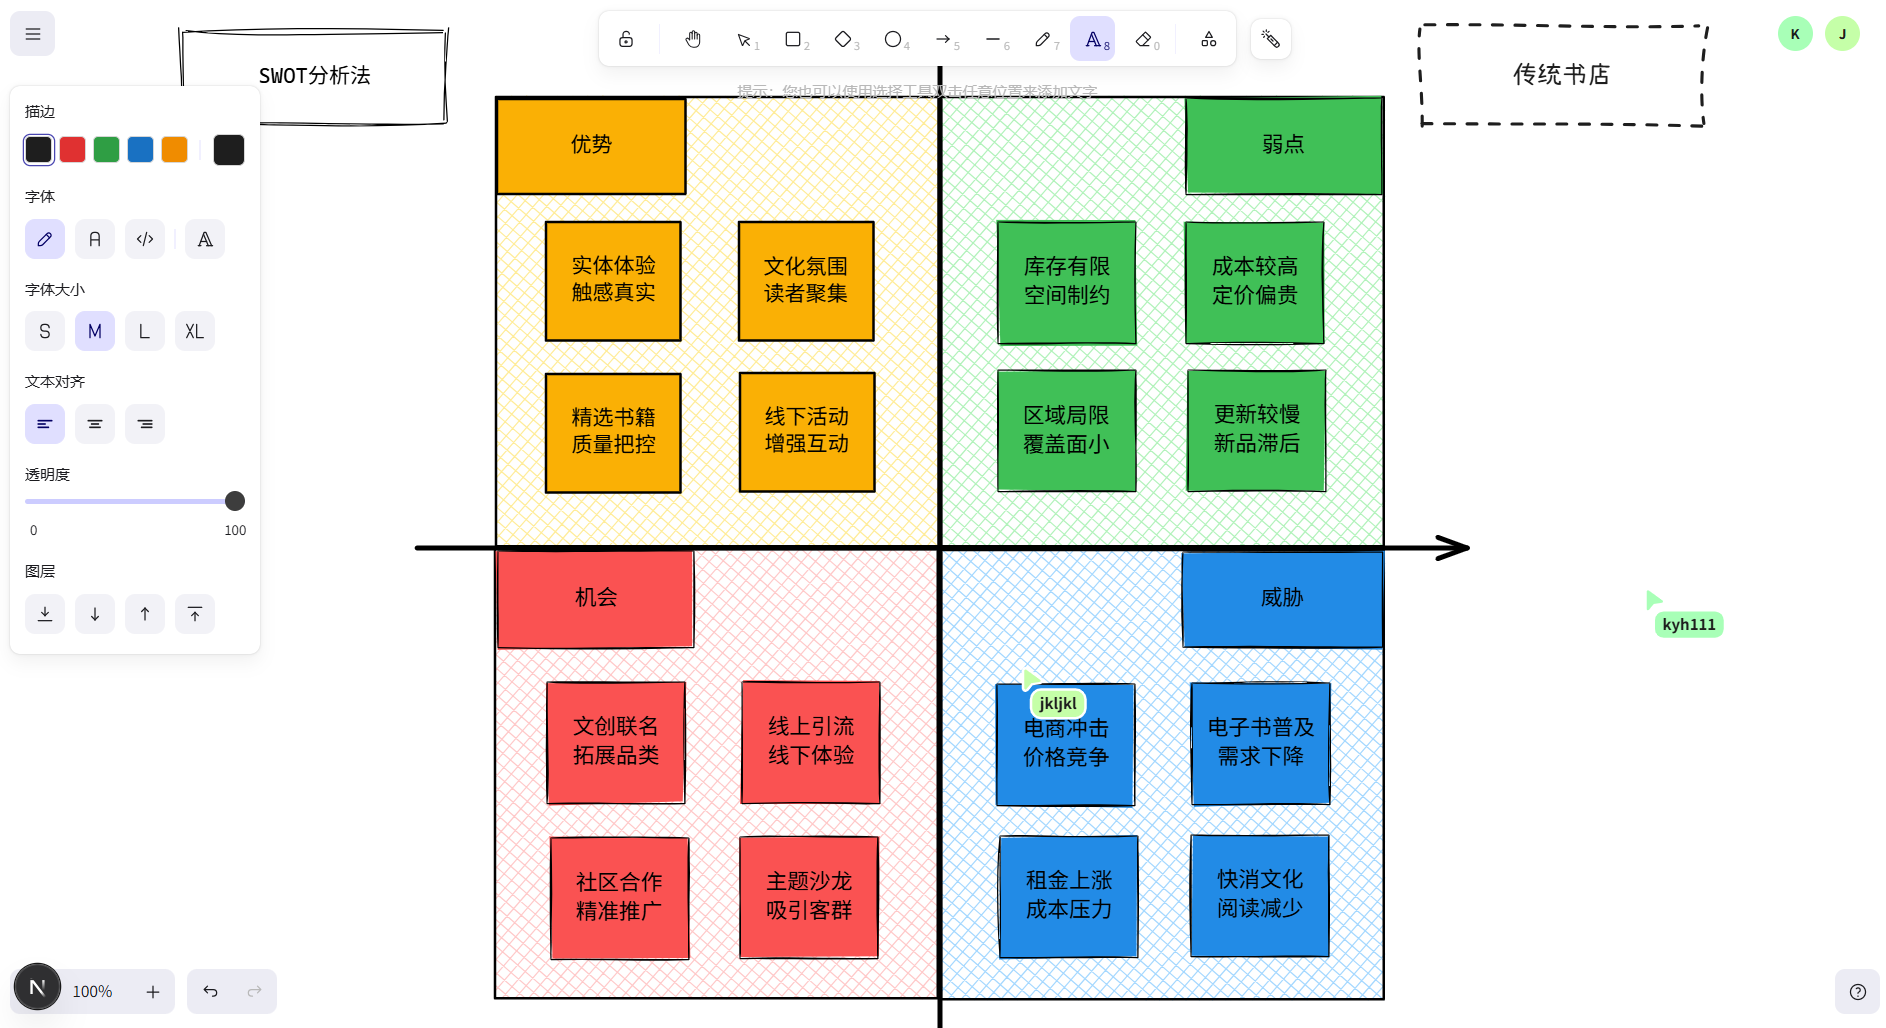 1
2
3
4
5
6
7
8
0
K
J
SWOT分析法
传统书店
提示：您也可以使用选择工具双击任意位置来添加文字
描边
字体
字体大小
S
M
L
XL
文本对齐
透明度
0
100
图层
优势
实体体验
触感真实
文化氛围
读者聚集
精选书籍
质量把控
线下活动
增强互动
弱点
库存有限
空间制约
成本较高
定价偏贵
区域局限
覆盖面小
更新较慢
新品滞后
机会
文创联名
拓展品类
线上引流
线下体验
社区合作
精准推广
主题沙龙
吸引客群
威胁
jkljkl
电商冲击
价格竞争
电子书普及
需求下降
租金上涨
成本压力
快消文化
阅读减少
kyh111
N
100%